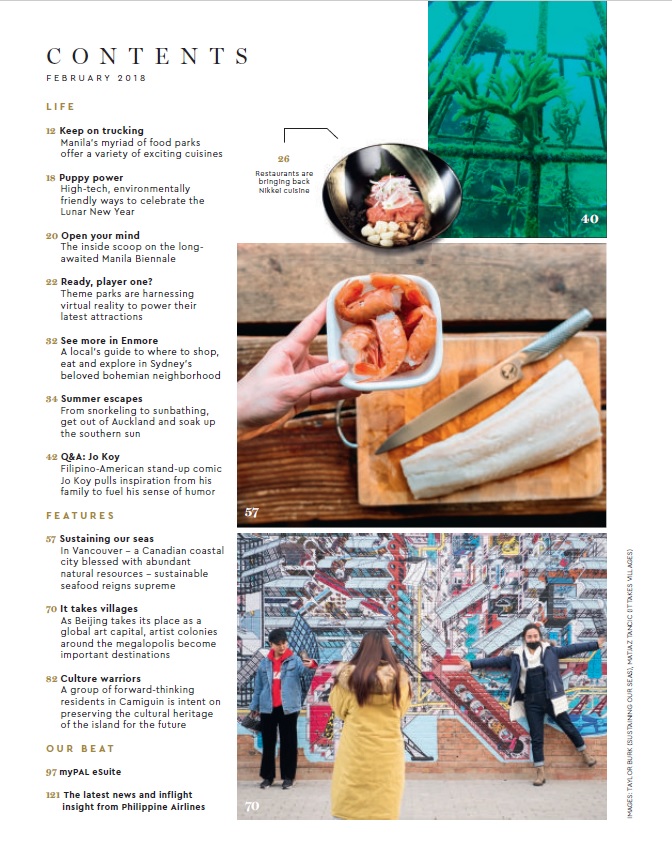 CONTENTS
FEBRUARY 2018
LIFE
12 Keep on trucking
Manila's myriad of food parks
offer a variety of exciting cuisines
18 Puppy power
High-tech, environmentally
friendly ways to celebrate the
Lunar New Year
20 Open your mind
The inside scoop on the long-
awaited Manila Biennale
22 Ready, player one?
Theme parks are harnessing
virtual reality to power their
latest attractions
32 See more in Enmore
A local's guide to where to shop,
eat and explore in Sydney's
beloved bohemian neighborhood
34 Summer escapes
From snorkeling to sunbathing,
get out of Auckland and soak up
the southern sun
42 Q&A: Jo Koy
Filipino-American stand-up comic
Jo Koy pulls inspiration from his
family to fuel his sense of humor
FEATURES
57 Sustaining our seas
In Vancouver – a Canadian coastal
city blessed with abundant
natural resources – sustainable
seafood reigns supreme
70 It takes villages
As Beijing takes its place as a
global art capital, artist colonies
around the megalopolis become
important destinations
82 Culture warriors
A group of forward-thinking
residents in Camiguin is intent on
preserving the cultural heritage
of the island for the future
OUR BEAT
97 myPAL eSuite
121 The latest news and inflight
insight from Philippine Airlines
26
Restaurants are
bringing back
Nikkei cuisine
40
57
70
IMAGES: TAYLOR BURK (SUSTAINING OUR SEAS), MATJAZ TANCIC (IT TAKES VILLAGES)